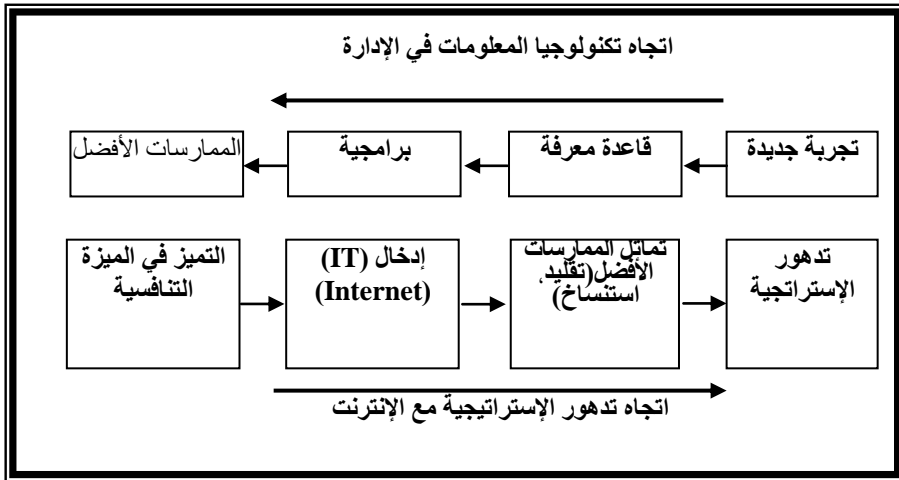 اتجاه تكنولوجيا المعلومات في الإدارة
تجربة جديدة
قاعدة معرفة
برامجية
الممارسات الأفضل
تدهور
الإستراتجية
تماثل الممارسات
الأفضل(تقليد،
استنساخ)
إدخال (IT)
(Internet)
التميز في الميزة
التنافسية
اتجاه تدهور الإستراتيجية مع الإنترنت